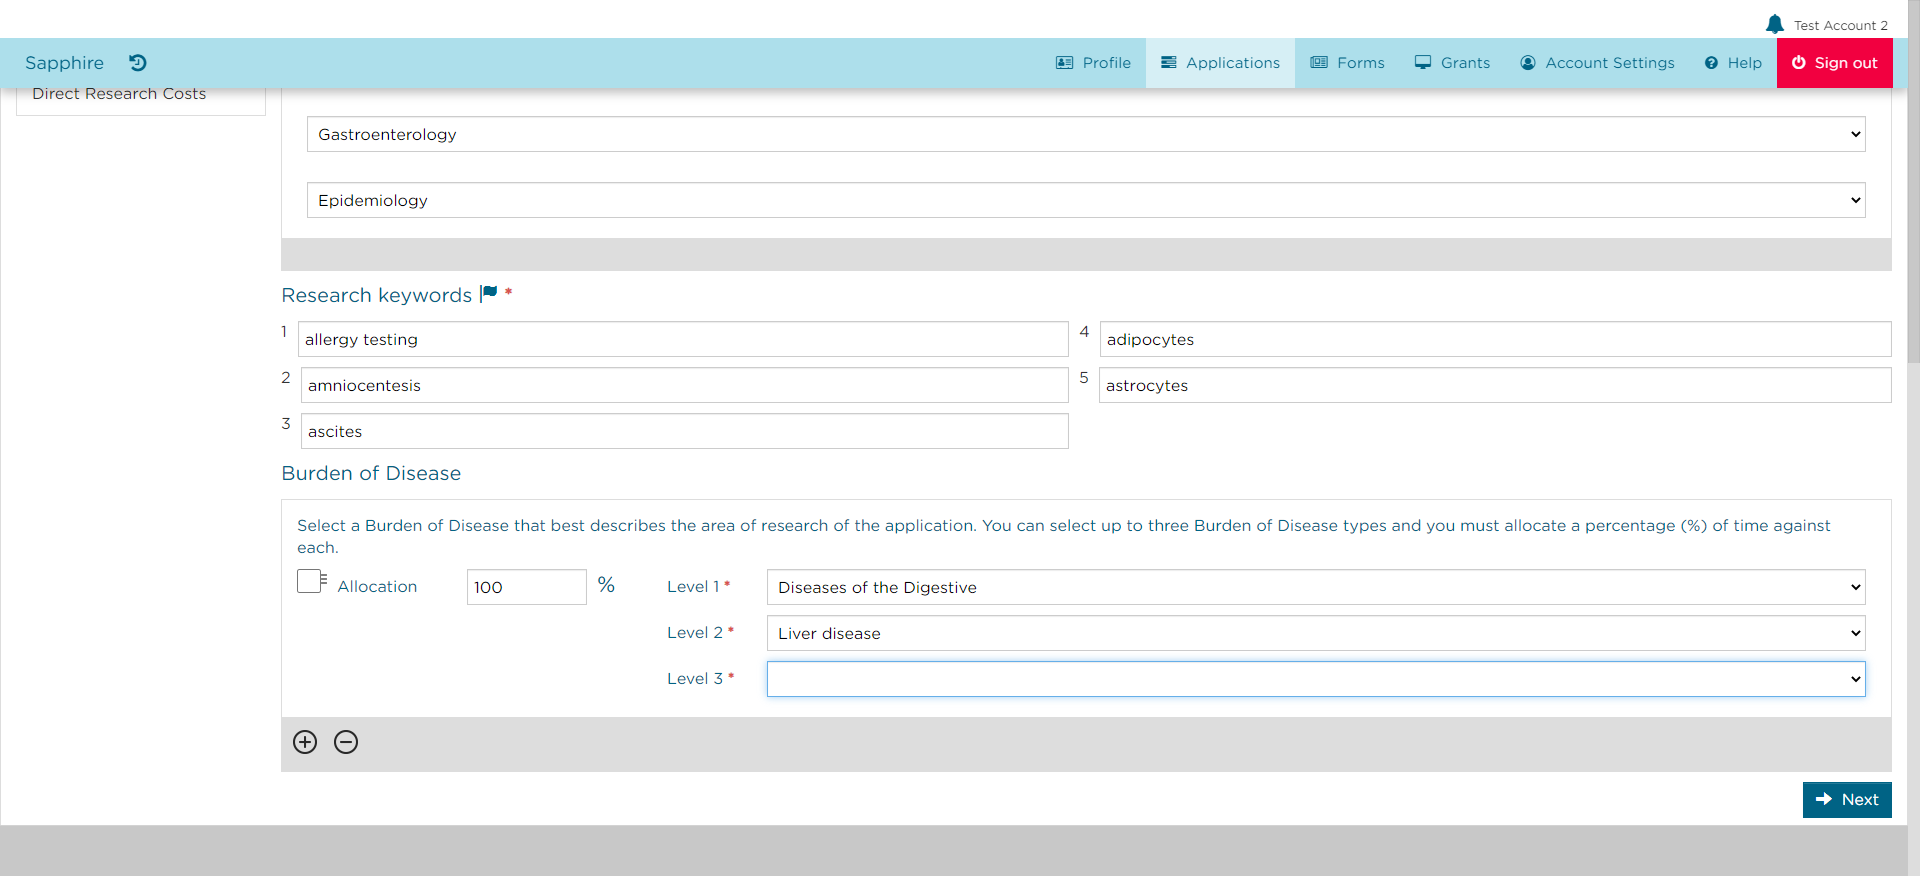 Test Account 2
Sapphire
Profile
Applications
Forms
Grants
Account Settings
Help
Sign out
Direct Research Costs
Gastroenterology
Epidemiology
Research keywords *
1 allergy testing
4 adipocytes
2 amniocentesis
5 astrocytes
3 ascites
Burden of Disease
Select a Burden of Disease that best describes the area of research of the application. You can select up to three Burden of Disease types and you must allocate a percentage (%) of time against
each.
Allocation 100 % Level 1 * Diseases of the Digestive
Level 2 * Liver disease
Level 3 *
Next